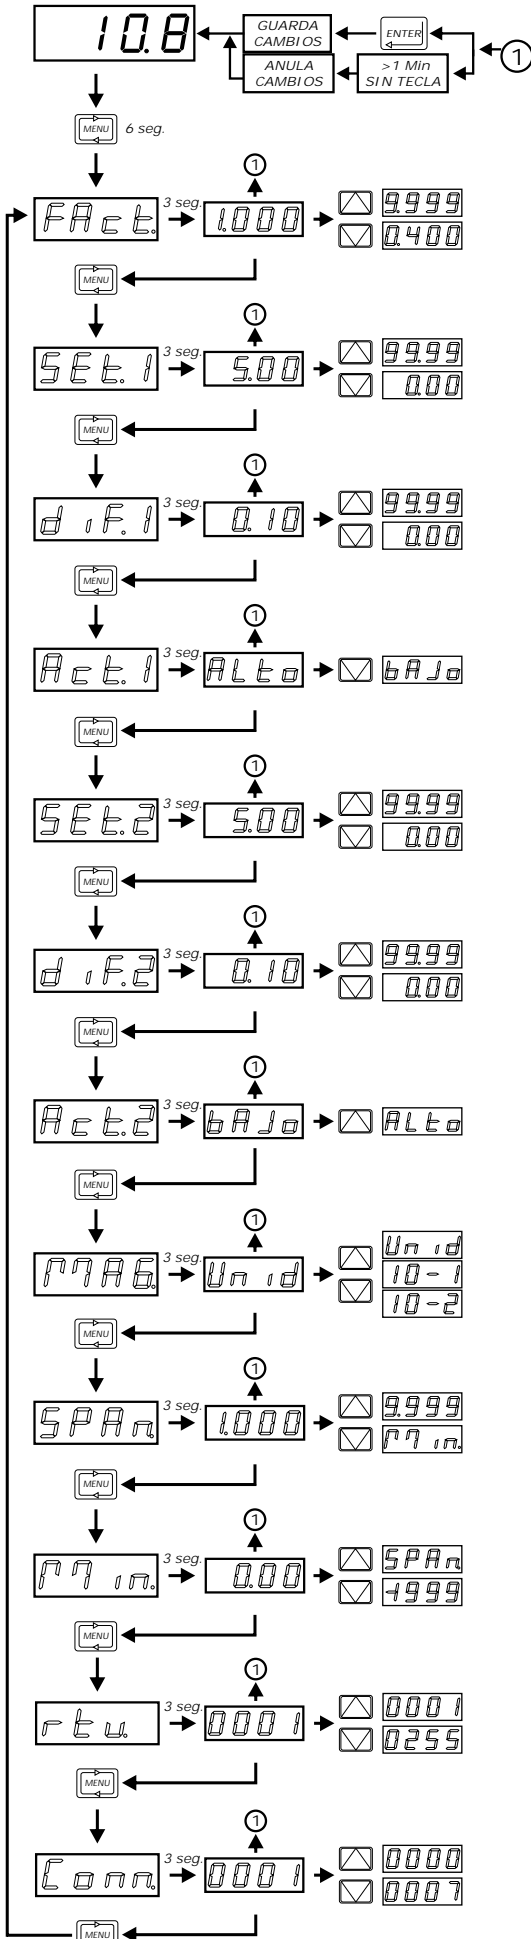 10.8
GUARDA
CAMBIOS
ENTER
1
ANULA
CAMBIOS
>1 Min
SIN TECLA
MENU
6 seg.
1
FAct.
3 seg.
1.000
9.999
0.400
MENU
1
SEt.1
3 seg.
5.00
99.99
0.00
MENU
1
diF.1
3 seg.
0.10
99.99
0.00
MENU
1
Act.1
3 seg.
ALto
bAJo
MENU
1
SEt.2
3 seg.
5.00
99.99
0.00
MENU
1
diF.2
3 seg.
0.10
99.99
0.00
MENU
1
Act.2
3 seg.
bAJo
ALto
MENU
1
MAG.
3 seg.
Unid
Unid
10-1
10-2
MENU
1
SPAn.
3 seg.
1.000
9.999
Min.
MENU
1
Min.
3 seg.
0.00
SPAn.
-1999
MENU
1
rtu.
3 seg.
0001
0001
0255
MENU
1
Conn.
3 seg.
0001
0000
0007
MENU